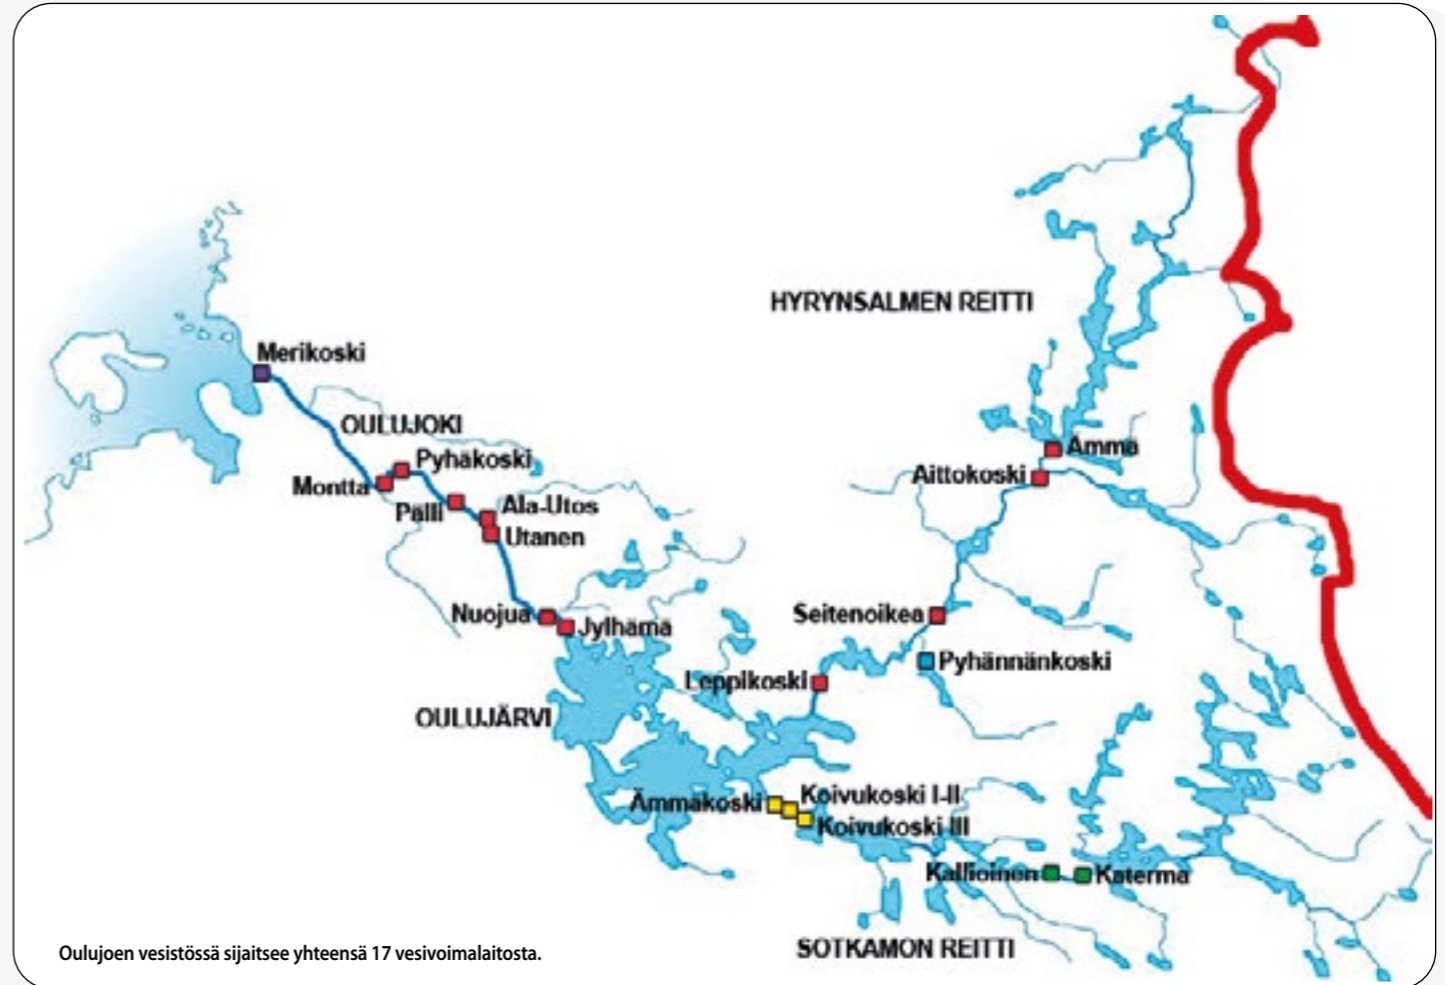 HYRYNSALMEN REITTI
Merikoski
OULUJOKI
Pyhäkoski
Montta
Pälli
Ala-Utos
Utanen
Ämmä
Aittokoski
Nuojua
Jylhämä
Seitenoikea
Pyhännänkoski
Leppikoski
OULUJÄRVI
Ämmäkoski
Koivukoski I-II
Koivukoski III
Kallioinen
Katerma
SOTKAMON REITTI
Oulujoen vesistössä sijaitsee yhteensä 17 vesivoimalaitosta.